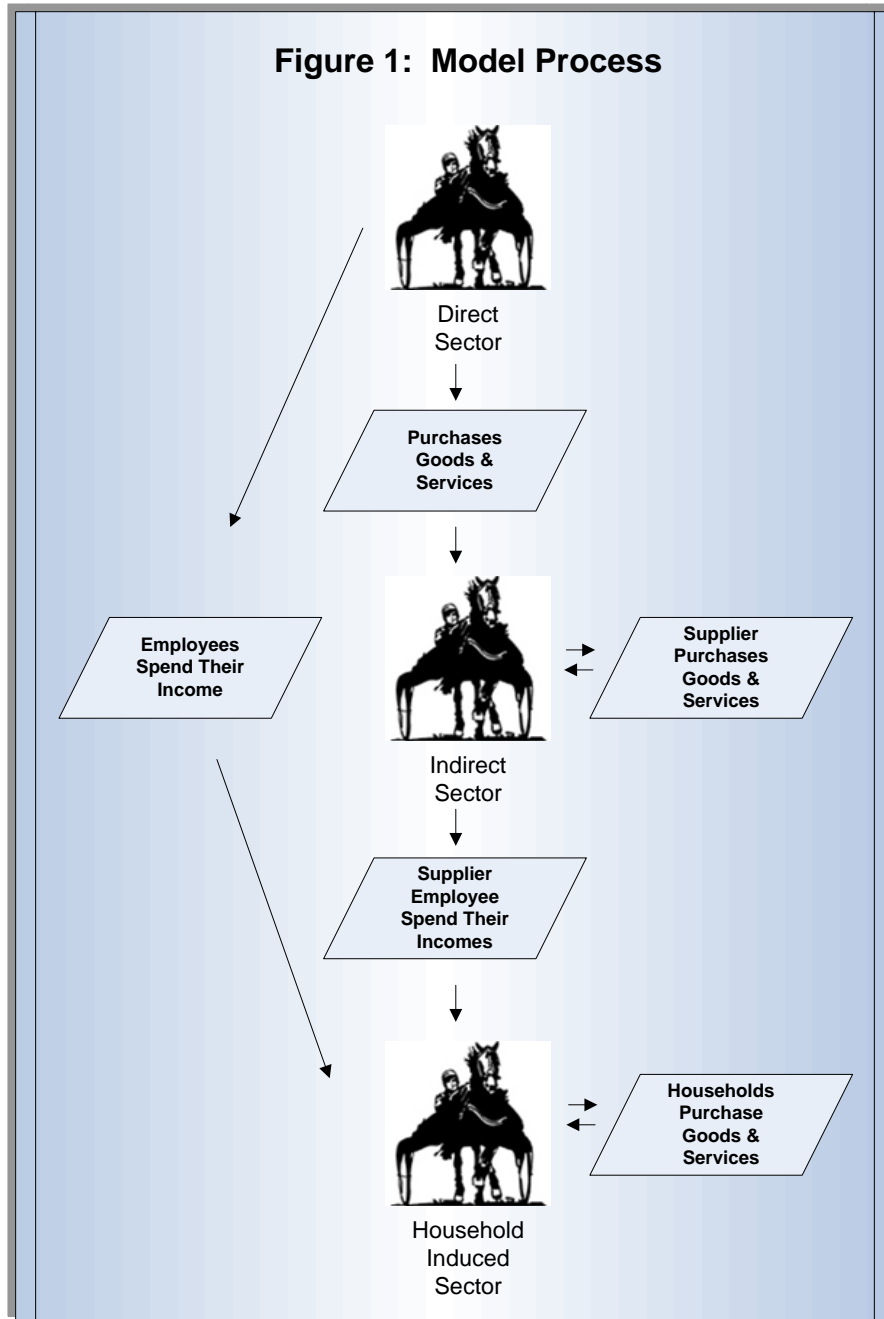 Figure 1: Model Process
Direct
Sector
Purchases
Goods &
Services
Employees
Spend Their
Income
Indirect
Sector
Supplier
Purchases
Goods &
Services
Supplier
Employee
Spend Their
Incomes
Household
Induced
Sector
Households
Purchase
Goods &
Services